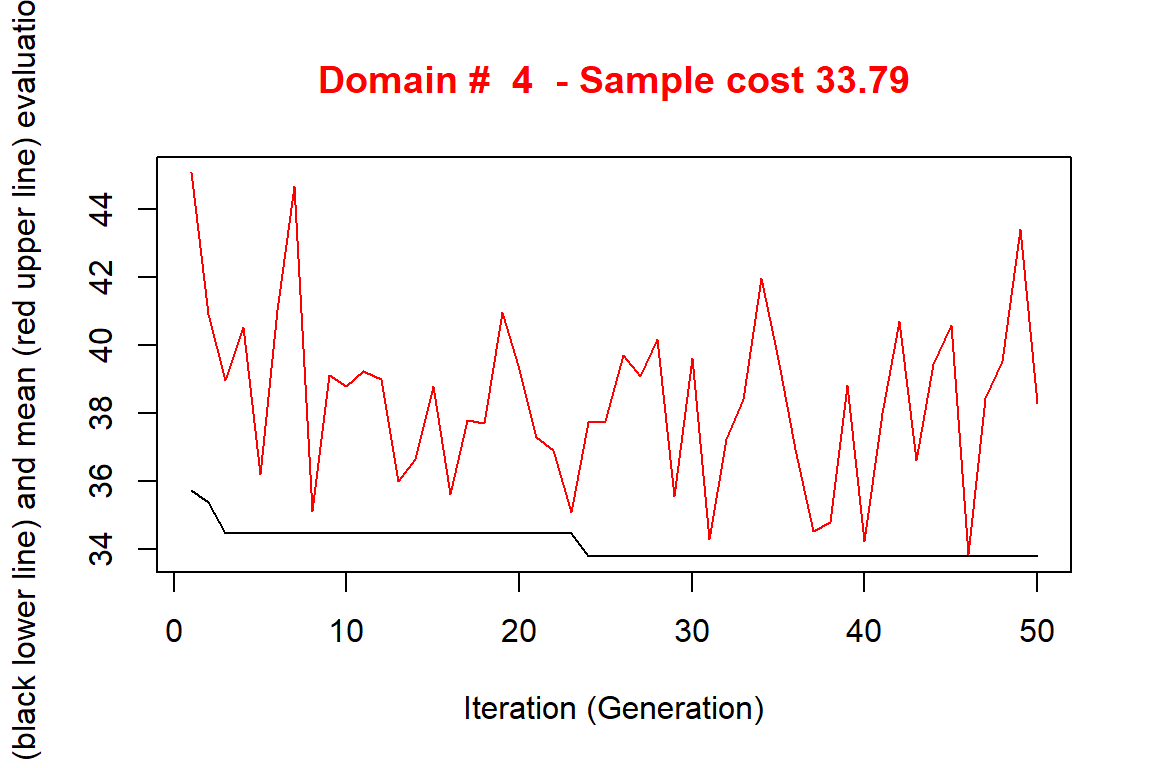 Domain # 4 - Sample cost 33.79
(black lower line) and mean (red upper line) evaluatio
44
42
40
38
36
34
0 10 20 30 40 50
Iteration (Generation)